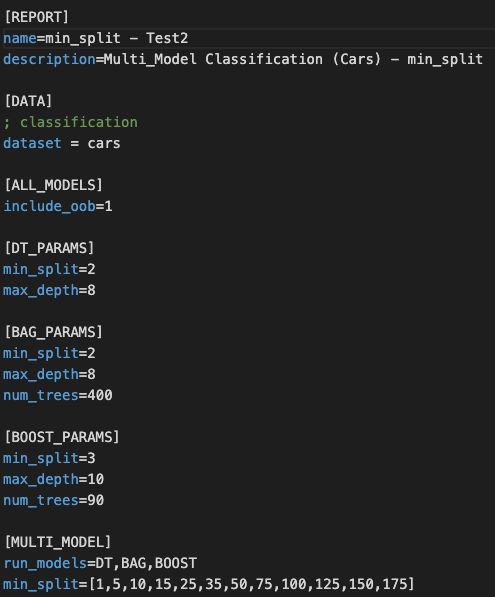 [REPORT]
name=min_split - Test2
description=Multi_Model Classification (Cars) - min_split
[DATA]
; classification
dataset = cars
[ALL_MODELS]
include_oob=1
[DT_PARAMS]
min_split=2
max_depth=8
[BAG_PARAMS]
min_split=2
max_depth=8
num_trees=400
[BOOST_PARAMS]
min_split=3
max_depth=10
num_trees=90
[MULTI_MODEL]
run_models=DT,BAG,BOOST
min_split=[1,5,10,15,25,35,50,75,100,125,150,175]